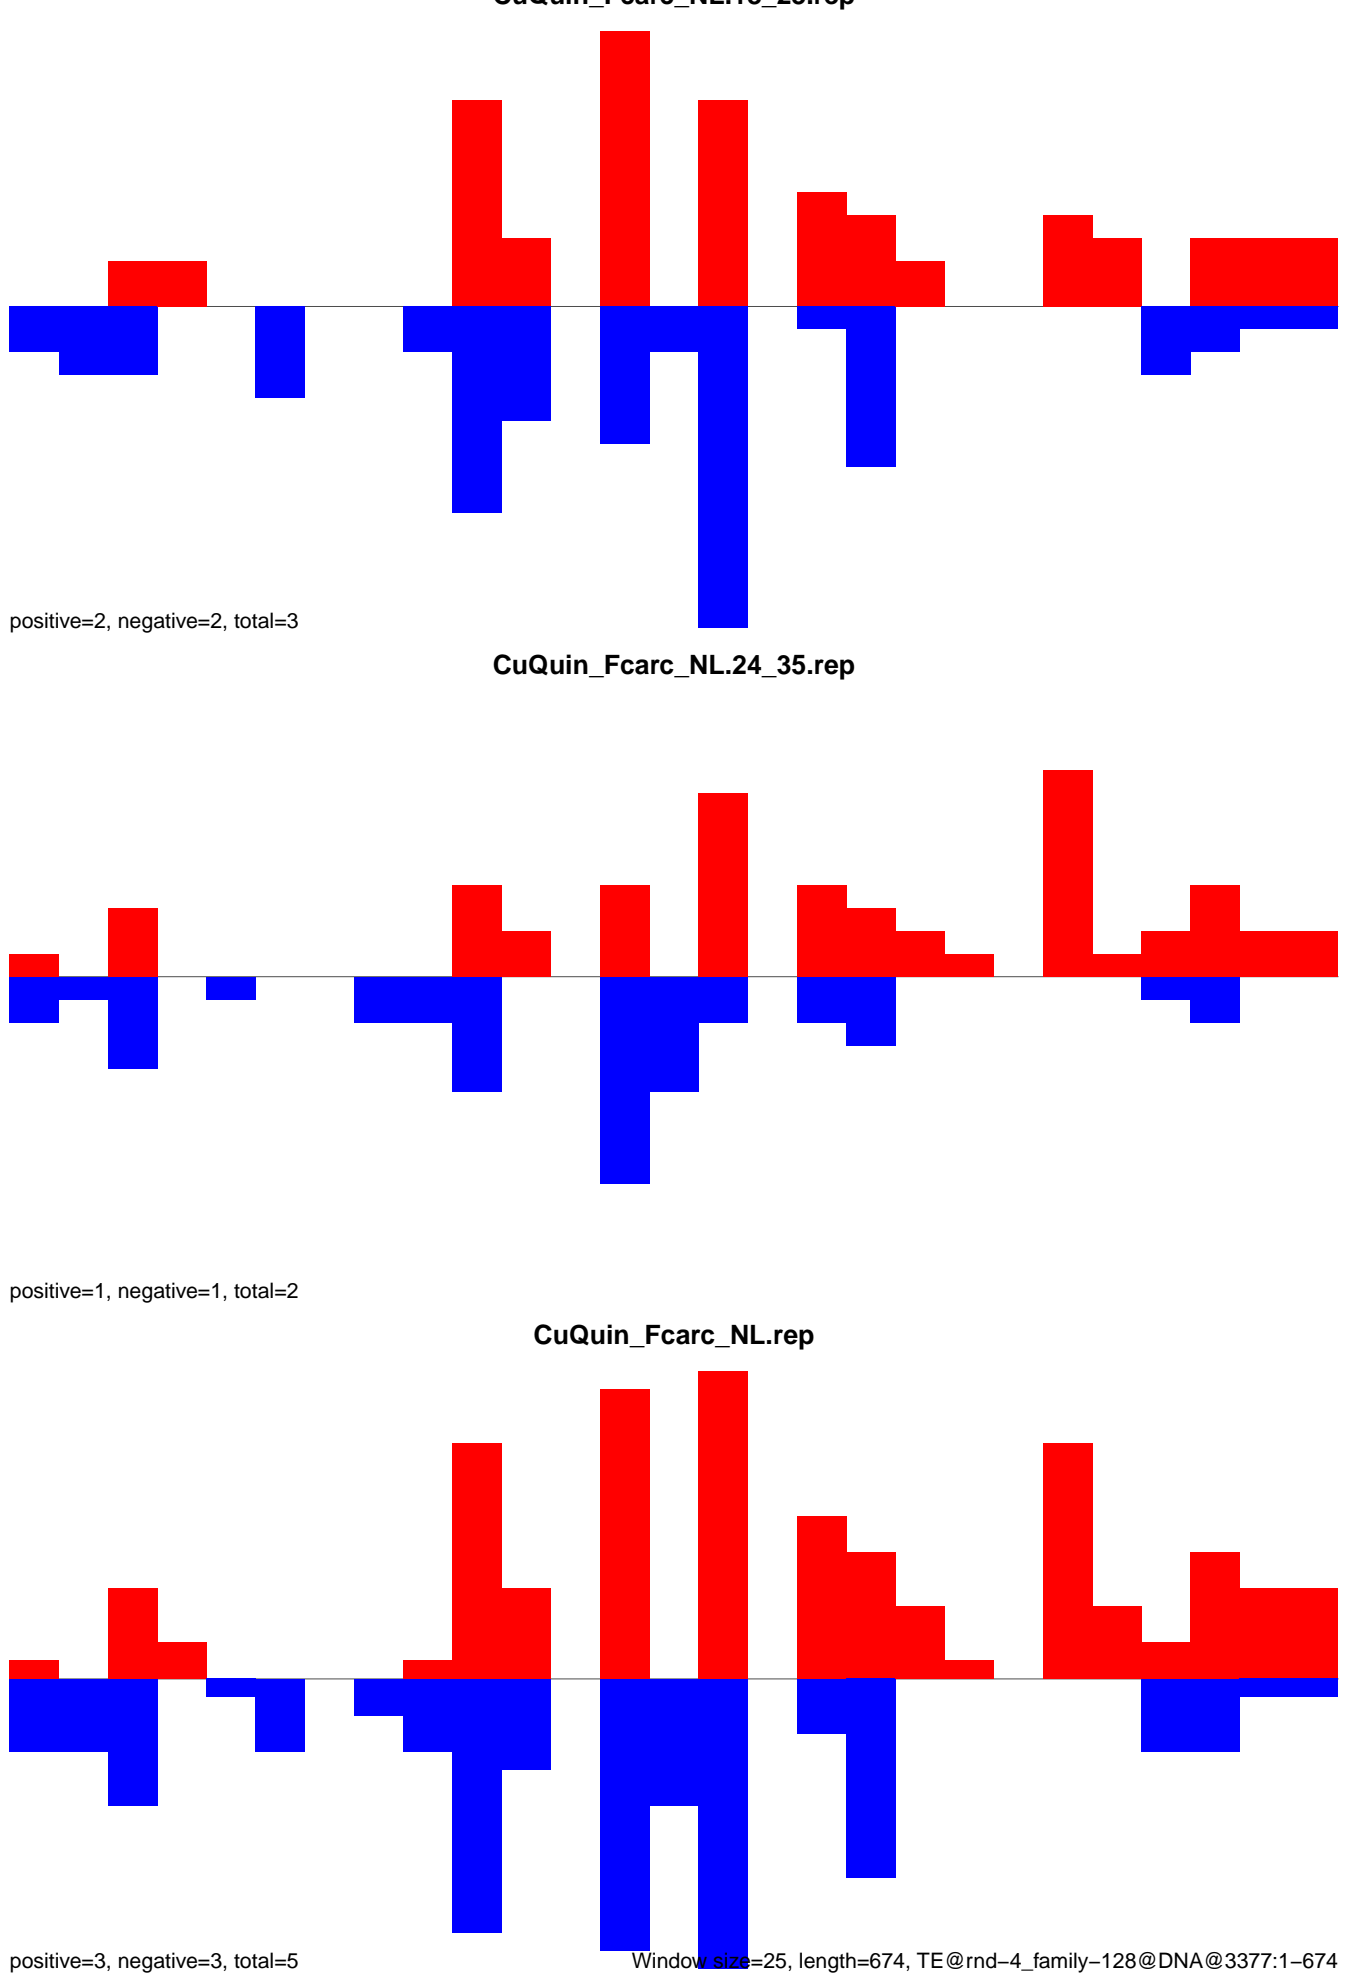 positive=2, negative=2, total=3
CuQuin_Fcarc_NL.24_35.rep
positive=1, negative=1, total=2
CuQuin_Fcarc_NL.rep
positive=3, negative=3, total=5
Window size=25, length=674, TE@rnd−4_family−128@DNA@3377:1−674